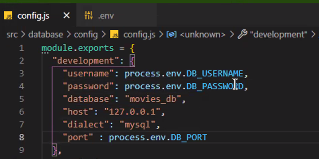 config.js ×
.env
src > database > config > config.js > <unknown> > "development"
1 module.exports = {
2 "development": {
3 "username": process.env.DB_USERNAME,
4 "password": process.env.DB_PASSWORD,
5 "database": "movies_db",
6 "host": "127.0.0.1",
7 "dialect": "mysql",
8 "port" : process.env.DB_PORT
9 },